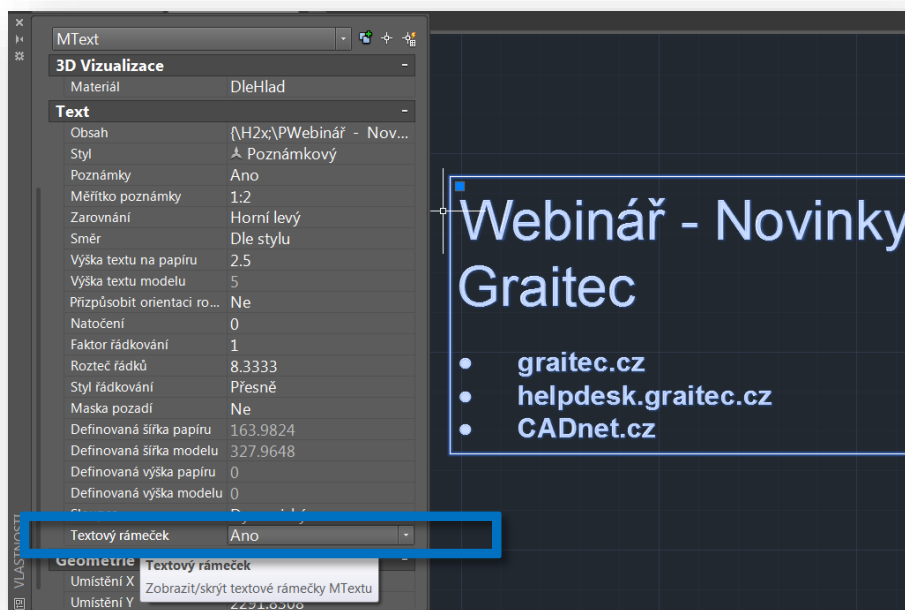 MText
3D Vizualizace
Materiál DleHlad
Text
Obsah {\H2x;\PWebinář - Nov...
Styl Poznámkový
Poznámky Ano
Měřítko poznámky 1:2
Zarovnání Horní levý
Směr Dle stylu
Výška textu na papíru 2.5
Výška textu modelu 5
Přizpůsobit orientaci ro... Ne
Natočení 0
Faktor řádkování 1
Rozteč řádků 8.3333
Styl řádkování Přesně
Maska pozadí Ne
Definovaná šířka papíru 163.9824
Definovaná šířka modelu 327.9648
Definovaná výška papíru 0
Definovaná výška modelu 0
Textový rámeček Ano
Geometrie
Textový rámeček
Zobrazit/skrýt textové rámečky MTextu
Umístění X
Umístění Y 2291.8308
VLASTNOSTI
Webinář - Novinky
Graitec
• graitec.cz
• helpdesk.graitec.cz
• CADnet.cz